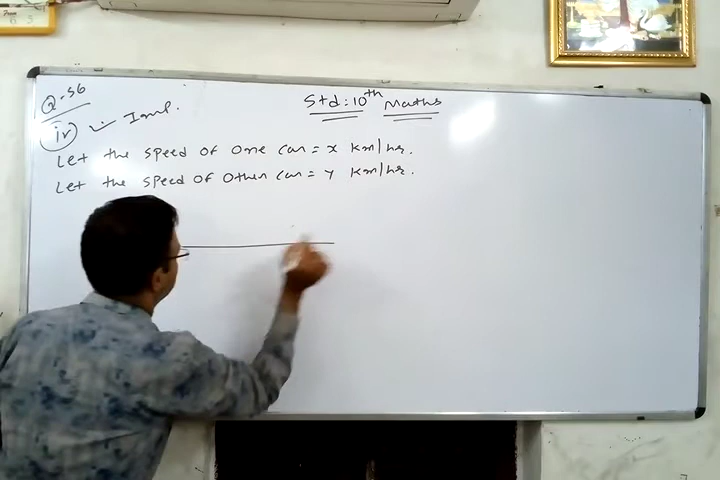 Std: 10th Maths
Q-56
iv) Imp.
Let the speed of one car = x km/hr.
Let the speed of other car = y km/hr.